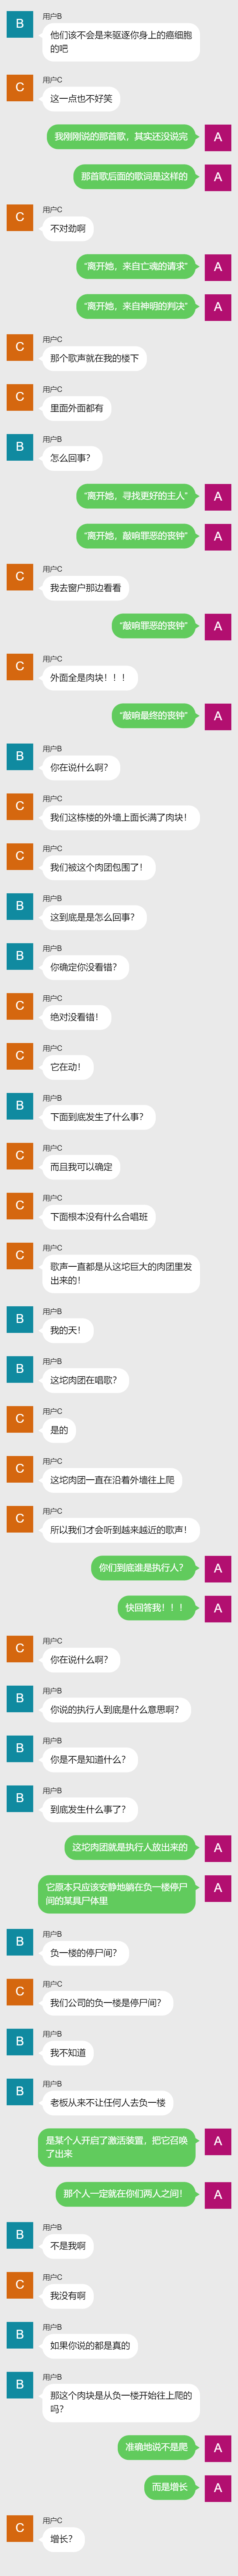 B
用户B
他们该不会是来驱逐你身上的癌细胞
的吧
C
用户C
这一点也不好笑
我刚刚说的那首歌，其实还没说完
A
那首歌后面的歌词是这样的
A
C
用户C
不对劲啊
“离开她，来自亡魂的请求”
A
“离开她，来自神明的判决”
A
C
用户C
那个歌声就在我的楼下
C
用户C
里面外面都有
B
用户B
怎么回事？
“离开她，寻找更好的主人”
A
“离开她，敲响罪恶的丧钟”
A
C
用户C
我去窗户那边看看
“敲响罪恶的丧钟”
A
C
用户C
外面全是肉块！！！
“敲响最终的丧钟”
A
B
用户B
你在说什么啊？
C
用户C
我们这栋楼的外墙上面长满了肉块！
C
用户C
我们被这个肉团包围了！
B
用户B
这到底是是怎么回事？
B
用户B
你确定你没看错？
C
用户C
绝对没看错！
C
用户C
它在动！
B
用户B
下面到底发生了什么事？
C
用户C
而且我可以确定
C
用户C
下面根本没有什么合唱班
C
用户C
歌声一直都是从这坨巨大的肉团里发
出来的！
B
用户B
我的天！
B
用户B
这坨肉团在唱歌？
C
用户C
是的
C
用户C
这坨肉团一直在沿着外墙往上爬
C
用户C
所以我们才会听到越来越近的歌声！
你们到底谁是执行人？
A
快回答我！！！
A
C
用户C
你在说什么啊？
B
用户B
你说的执行人到底是什么意思啊？
B
用户B
你是不是知道什么？
B
用户B
到底发生什么事了？
这坨肉团就是执行人放出来的
A
它原本只应该安静地躺在负一楼停尸
间的某具尸体里
A
B
用户B
负一楼的停尸间？
C
用户C
我们公司的负一楼是停尸间？
B
用户B
我不知道
B
用户B
老板从来不让任何人去负一楼
是某个人开启了激活装置，把它召唤
了出来
A
那个人一定就在你们两人之间！
A
B
用户B
不是我啊
C
用户C
我没有啊
B
用户B
如果你说的都是真的
B
用户B
那这个肉块是从负一楼开始往上爬的
吗？
准确地说不是爬
A
而是增长
A
C
用户C
增长？